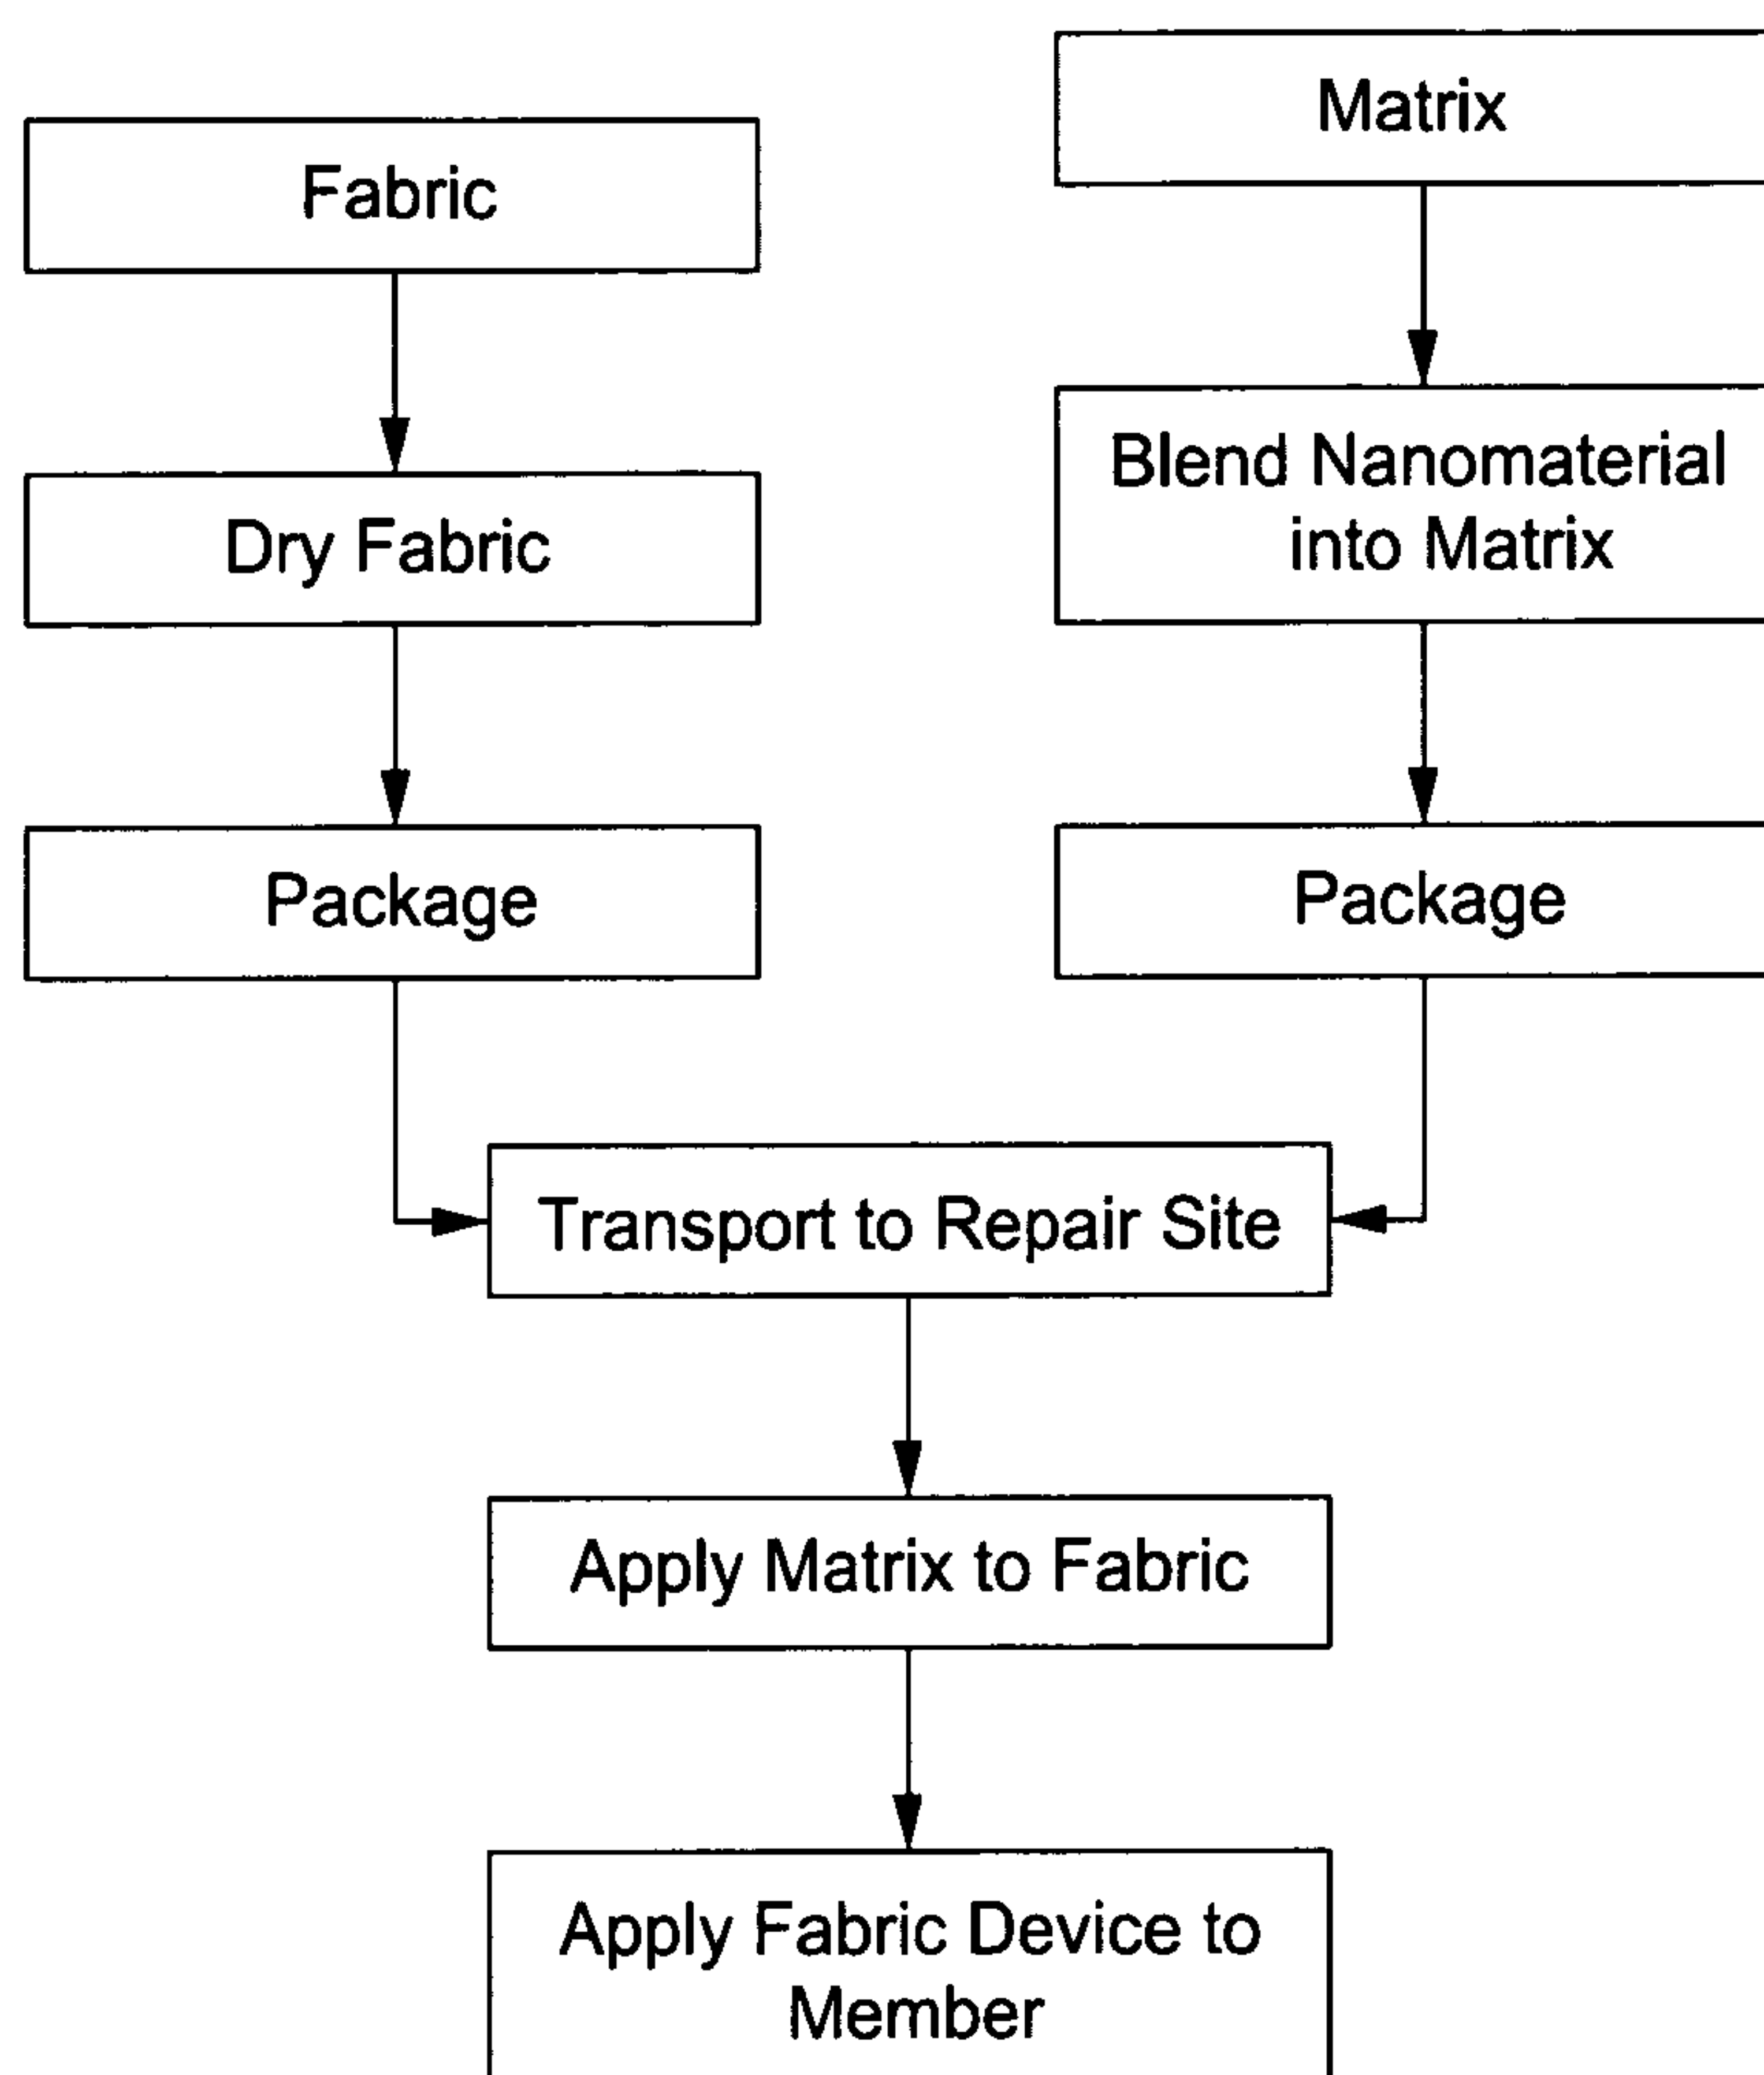 Fabric
Dry Fabric
Package
Matrix
Blend Nanomaterial
into Matrix
Package
Transport to Repair Site
Apply Matrix to Fabric
Apply Fabric Device to
Member